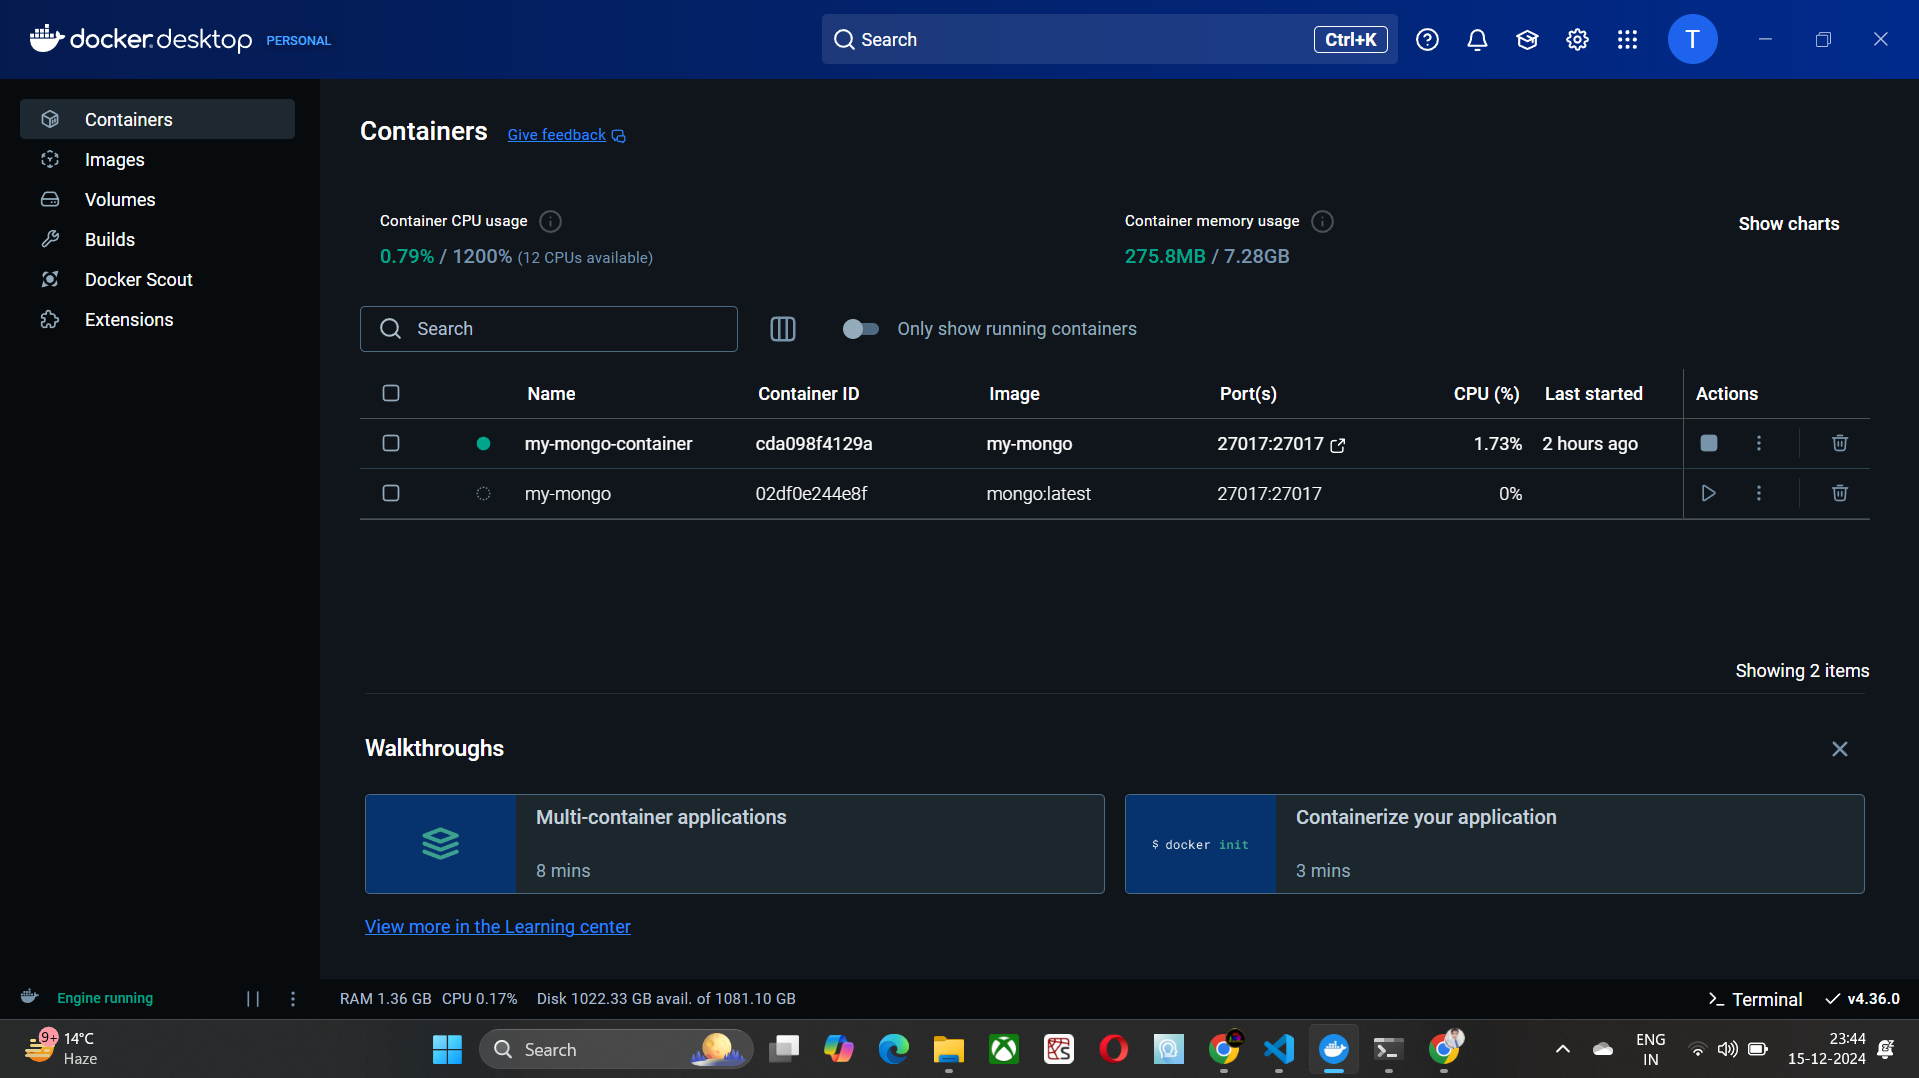 docker.desktop PERSONAL
Search Ctrl+K
T
Containers
Images
Volumes
Builds
Docker Scout
Extensions
Containers Give feedback
Container CPU usage
0.79% / 1200% (12 CPUs available)
Container memory usage
275.8MB / 7.28GB
Show charts
Search
Only show running containers
Name Container ID Image Port(s) CPU (%) Last started Actions
my-mongo-container cda098f4129a my-mongo 27017:27017 1.73% 2 hours ago
my-mongo 02df0e244e8f mongo:latest 27017:27017 0%
Showing 2 items
Walkthroughs
Multi-container applications
8 mins
$ docker init
Containerize your application
3 mins
View more in the Learning center
Engine running
RAM 1.36 GB CPU 0.17% Disk 1022.33 GB avail. of 1081.10 GB
Terminal v4.36.0
9+
14°C
Haze
Search
ENG
IN
23:44
15-12-2024